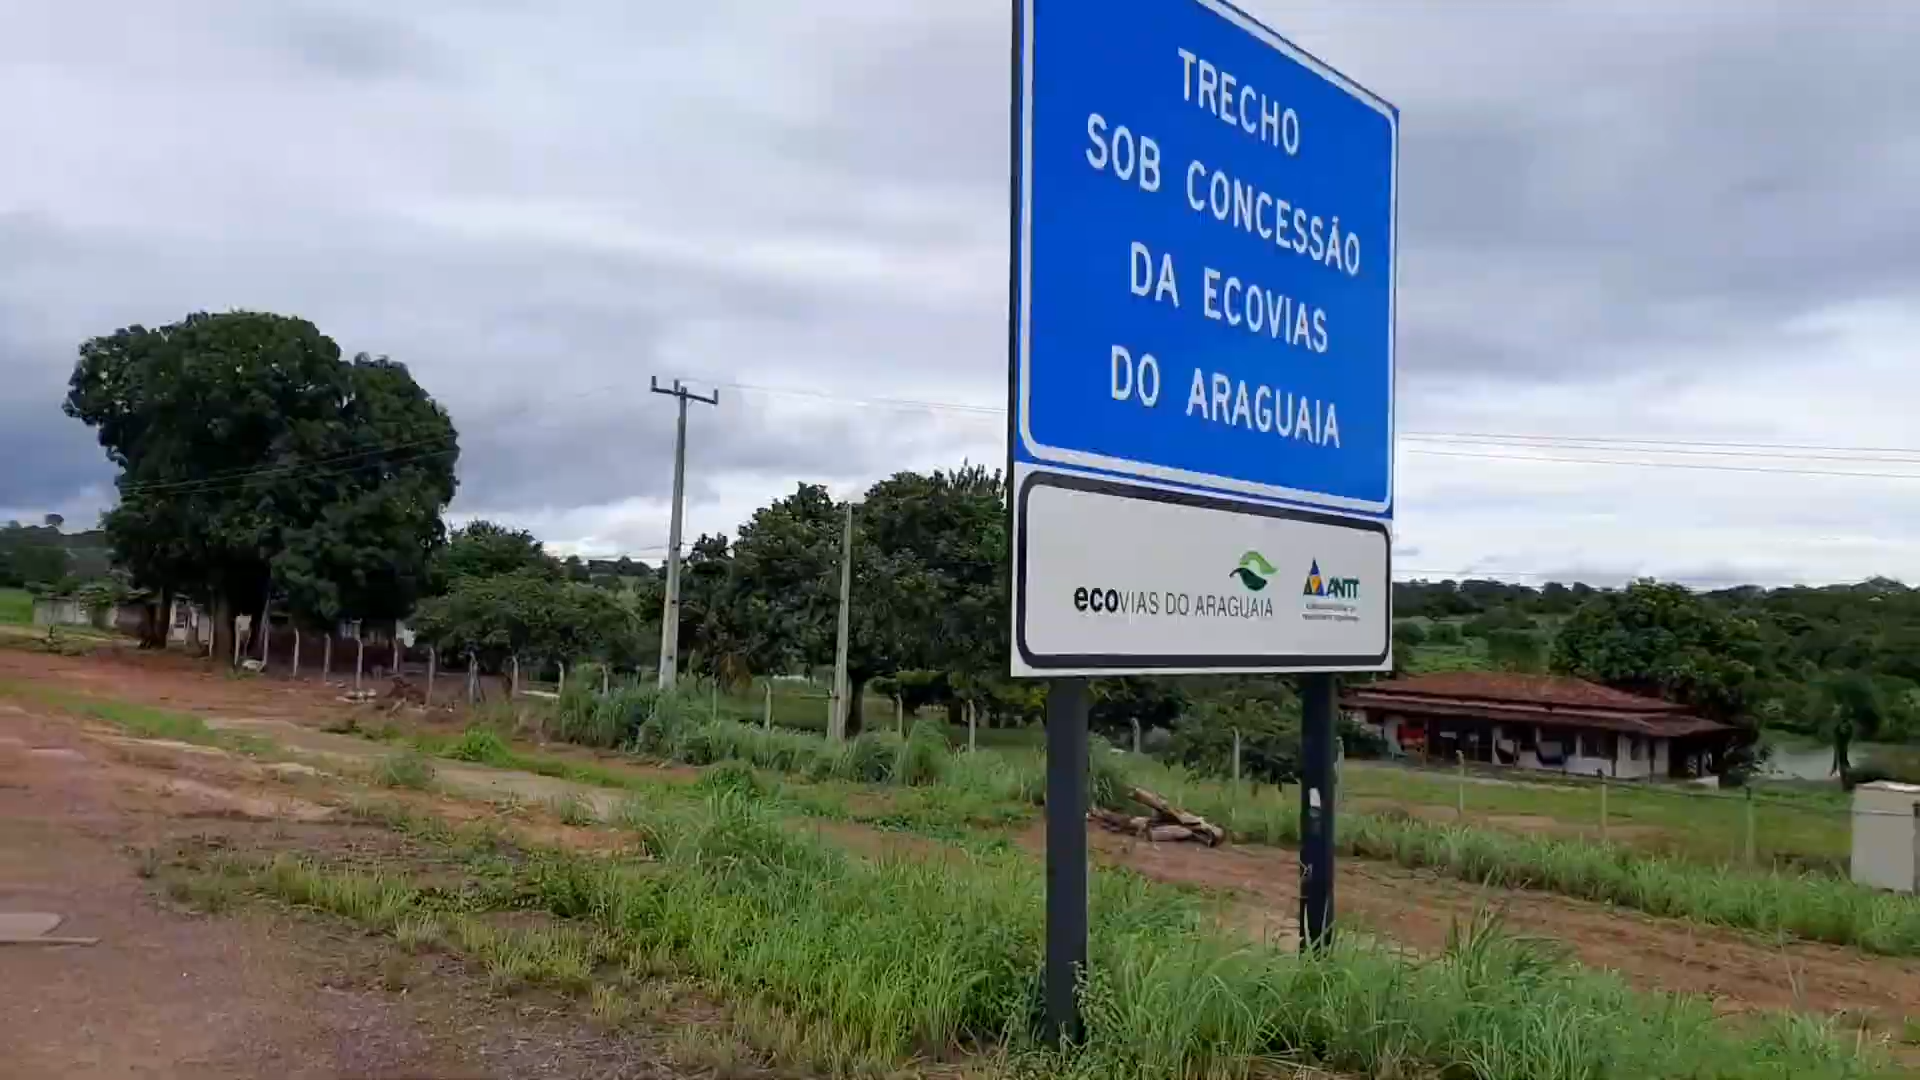 TRECHO
SOB CONCESSÃO
DA ECOVIAS
DO ARAGUAIA
ecoVIAS DO ARAGUAIA
ANTT